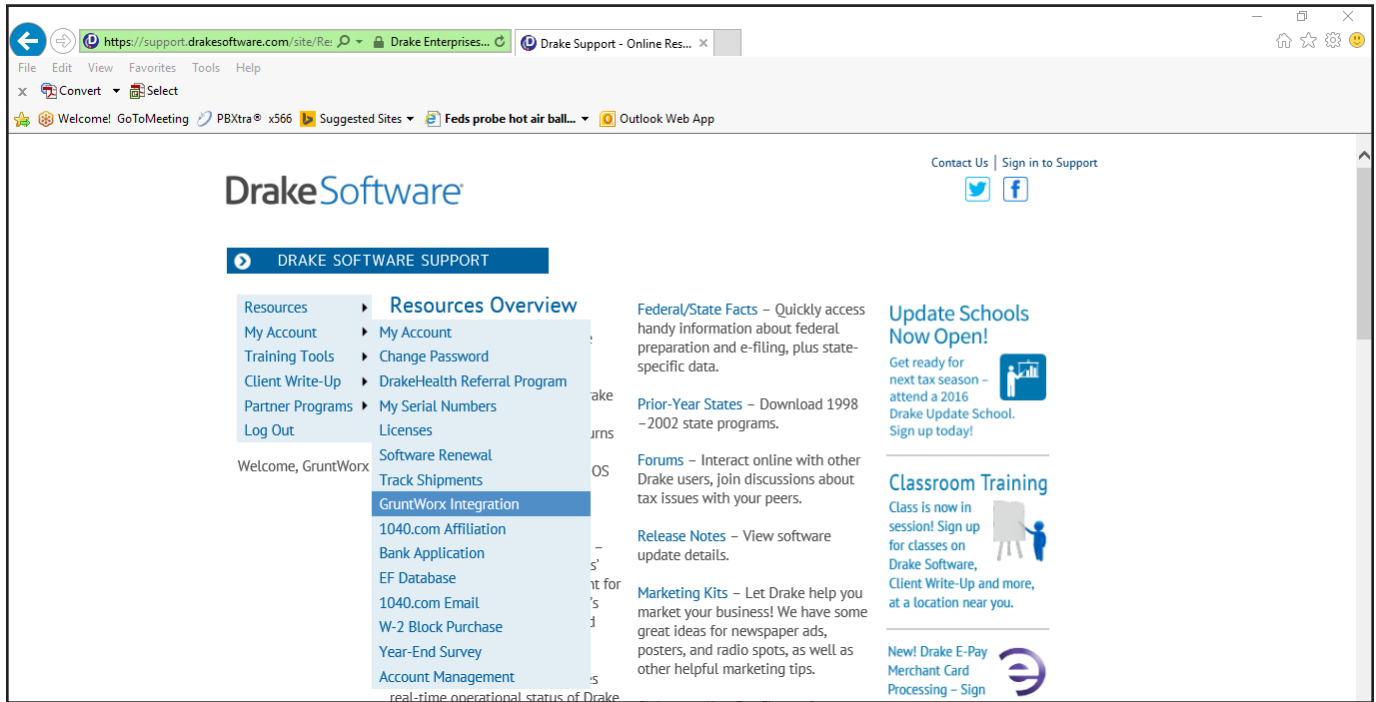 https://support.drakesoftware.com/site/Re:
Drake Enterprises...
Drake Support - Online Res...
File Edit View Favorites Tools Help
x Convert Select
Welcome! GoToMeeting PBXtra® x566 Suggested Sites Feds probe hot air ball... Outlook Web App
Contact Us | Sign in to Support
DrakeSoftware
DRAKE SOFTWARE SUPPORT
Resources
My Account
Training Tools
Client Write-Up
Partner Programs
Log Out
Welcome, GruntWorx
Resources Overview
My Account
Change Password
DrakeHealth Referral Program
My Serial Numbers
Licenses
Software Renewal
Track Shipments
GruntWorx Integration
1040.com Affiliation
Bank Application
EF Database
1040.com Email
W-2 Block Purchase
Year-End Survey
Account Management
OS
–
nt for
real-time operational status of Drake
Federal/State Facts – Quickly access
handy information about federal
preparation and e-filing, plus state-
specific data.
Prior-Year States – Download 1998
–2002 state programs.
Forums – Interact online with other
Drake users, join discussions about
tax issues with your peers.
Release Notes – View software
update details.
Marketing Kits – Let Drake help you
market your business! We have some
great ideas for newspaper ads,
posters, and radio spots, as well as
other helpful marketing tips.
Update Schools
Now Open!
Get ready for
next tax season –
attend a 2016
Drake Update School.
Sign up today!
Classroom Training
Class is now in
session! Sign up
for classes on
Drake Software,
Client Write-Up and more,
at a location near you.
New! Drake E-Pay
Merchant Card
Processing – Sign